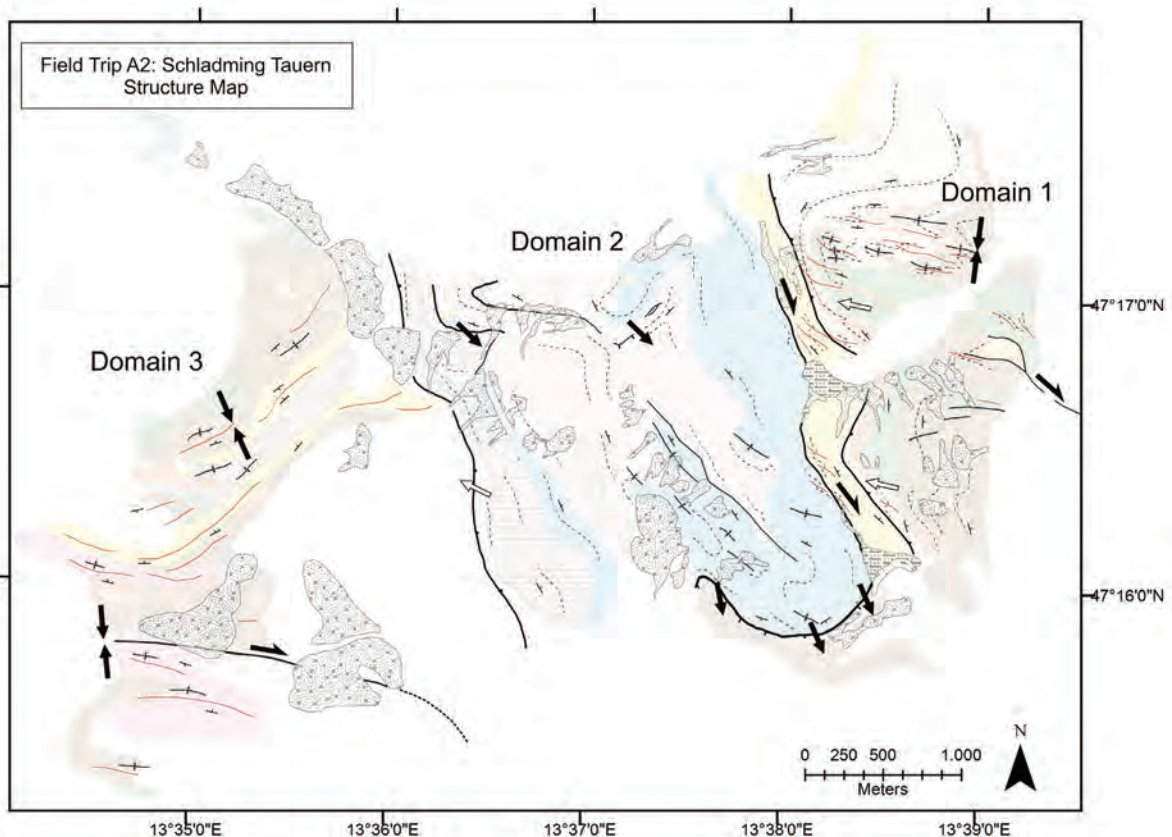 Field Trip A2: Schladming Tauern
Structure Map
Domain 1
Domain 2
Domain 3
47°17'0"N
47°16'0"N
N
0 250 500 1.000
Meters
13°35'0"E 13°36'0"E 13°37'0"E 13°38'0"E 13°39'0"E